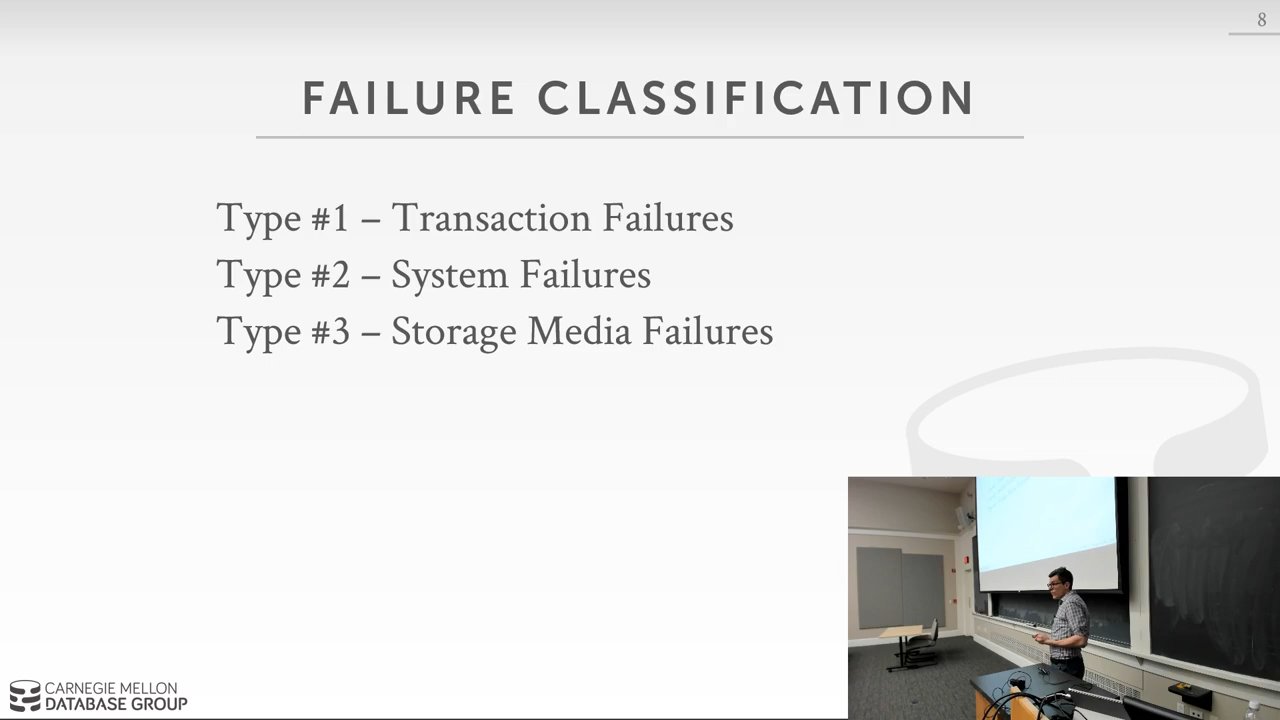 8
FAILURE CLASSIFICATION
Type #1 – Transaction Failures
Type #2 – System Failures
Type #3 – Storage Media Failures
CARNEGIE MELLON
DATABASE GROUP